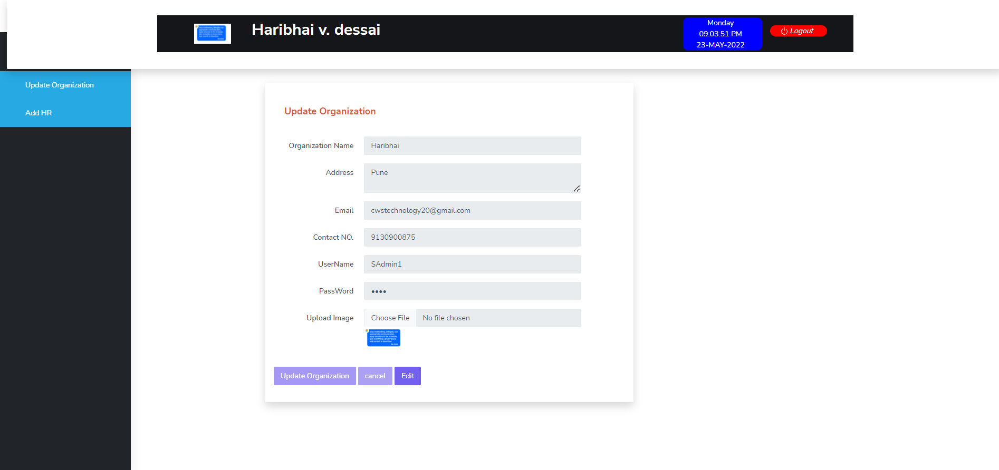 Haribhai v. dessai
Monday
09:03:51 PM
23-MAY-2022
Logout
Update Organization
Add HR
Update Organization
Organization Name Haribhai
Address Pune
Email cwstechnology20@gmail.com
Contact NO. 9130900875
UserName SAdmin1
PassWord ••••
Upload Image Choose File No file chosen
Update Organization cancel Edit